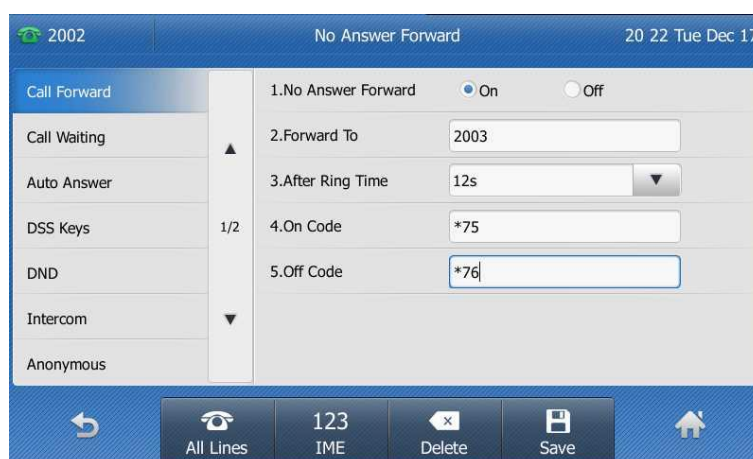 2002 No Answer Forward 20 22 Tue Dec 17
Call Forward
Call Waiting
Auto Answer
DSS Keys
DND
Intercom
Anonymous
1/2
1.No Answer Forward On Off
2.Forward To 2003
3.After Ring Time 12s
4.On Code *75
5.Off Code *76
All Lines
123
IME
Delete
Save